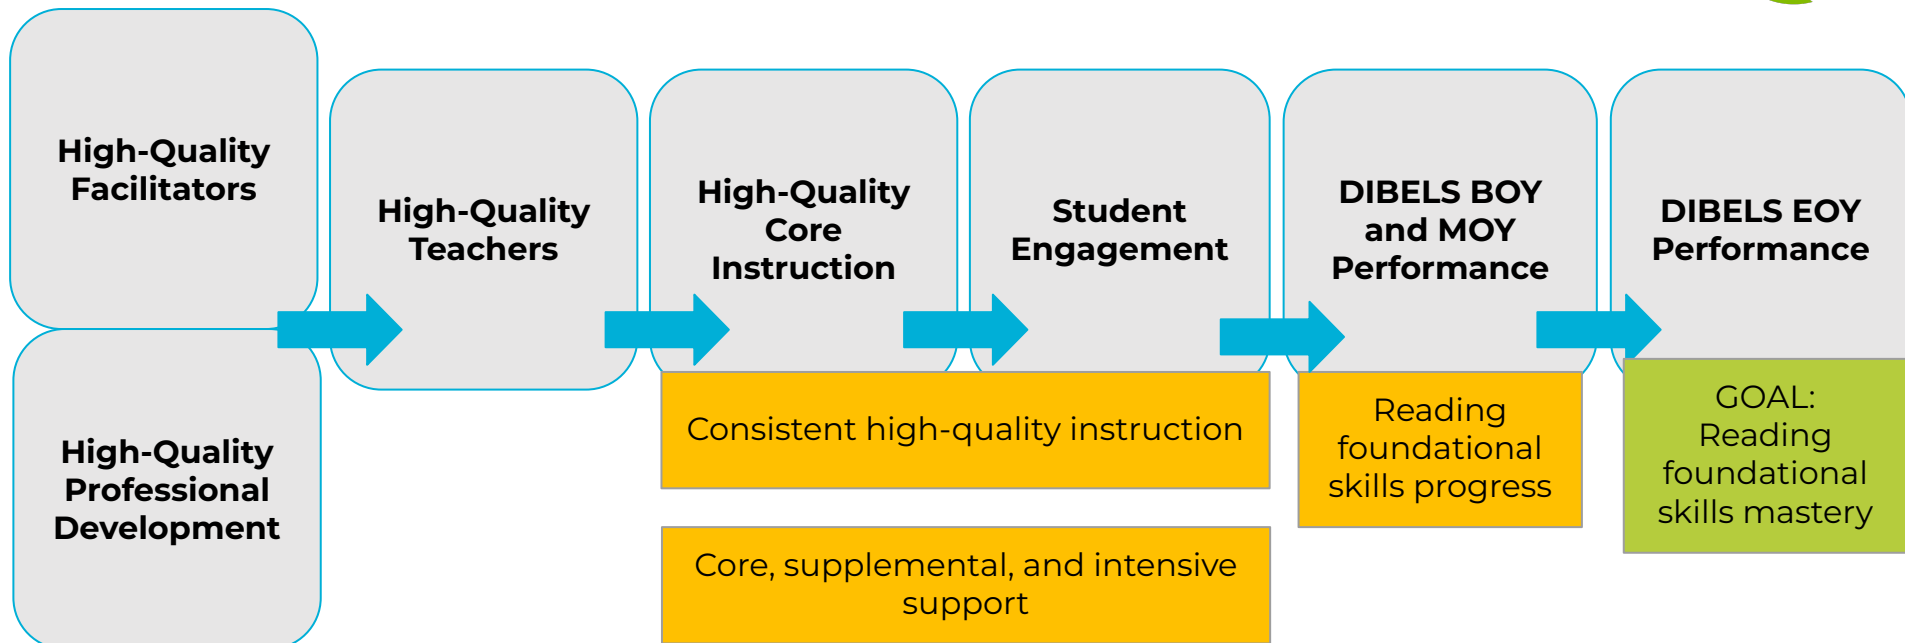 High-Quality
Facilitators
High-Quality
Professional
Development
High-Quality
Teachers
High-Quality
Core
Instruction
Student
Engagement
DIBELS BOY
and MOY
Performance
DIBELS EOY
Performance
Consistent high-quality instruction
Core, supplemental, and intensive
support
Reading
foundational
skills progress
GOAL:
Reading
foundational
skills mastery